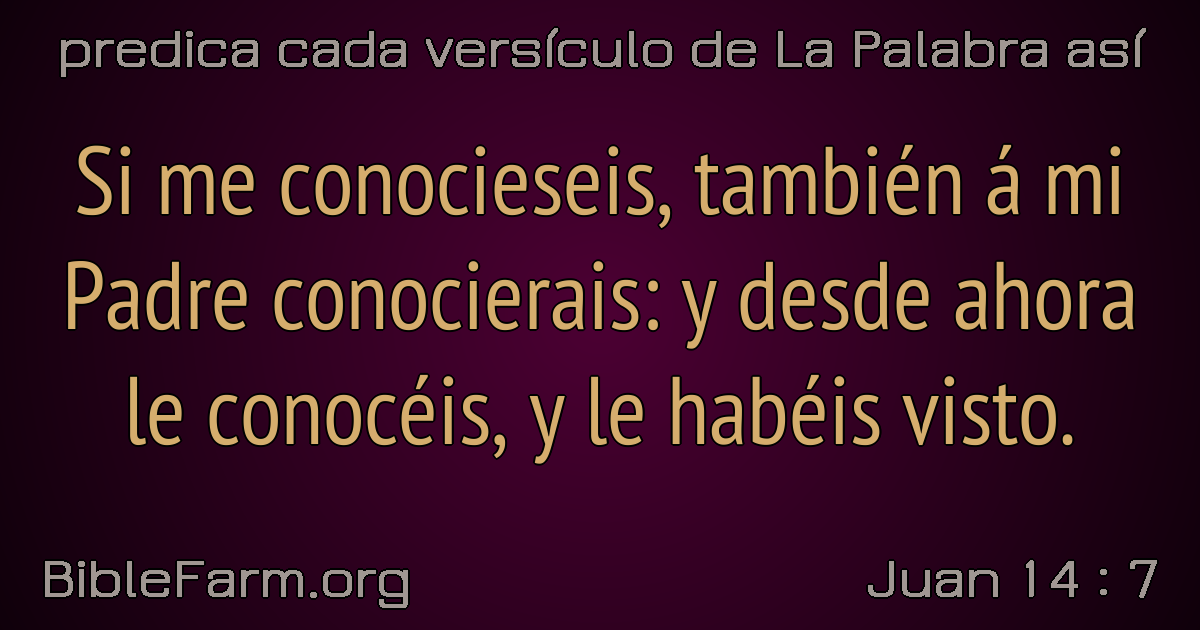 predica cada versículo de La Palabra así
Si me conocieseis, también á mi
Padre conocierais: y desde ahora
le conocéis, y le habéis visto.
BibleFarm.org
Juan 14 : 7